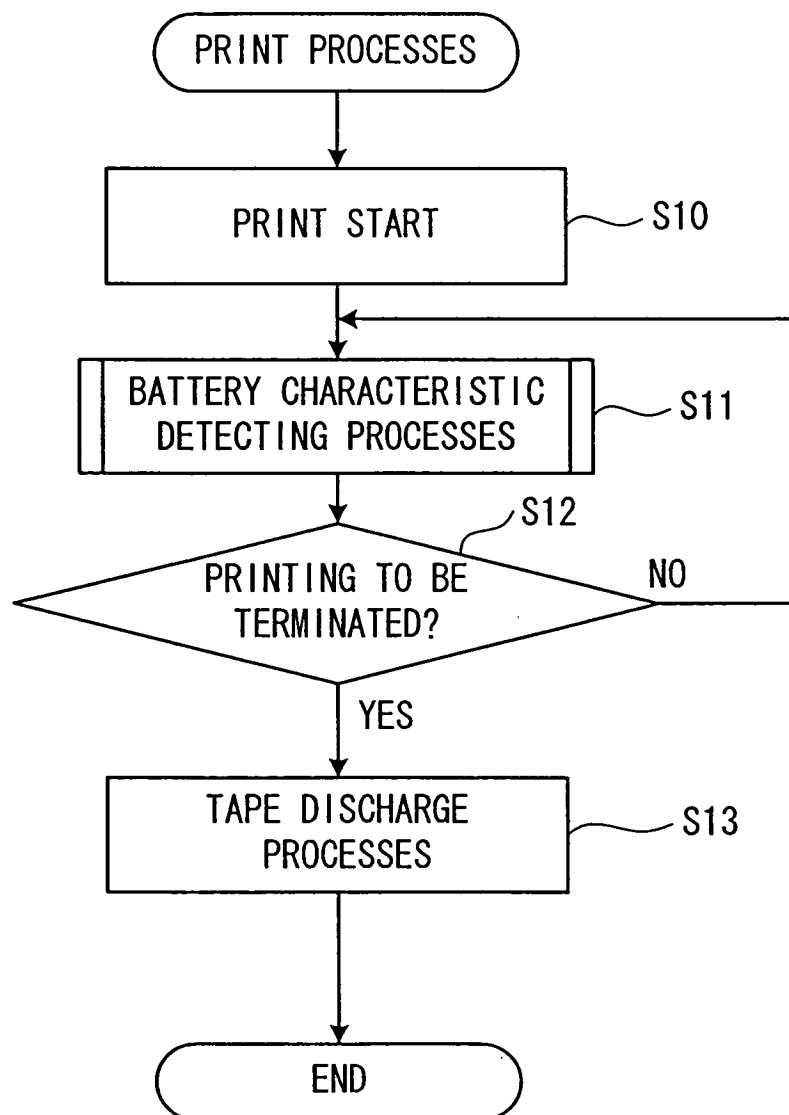 PRINT PROCESSES
PRINT START
S10
BATTERY CHARACTERISTIC
DETECTING PROCESSES
S11
S12
PRINTING TO BE
TERMINATED?
NO
YES
TAPE DISCHARGE
PROCESSES
S13
END